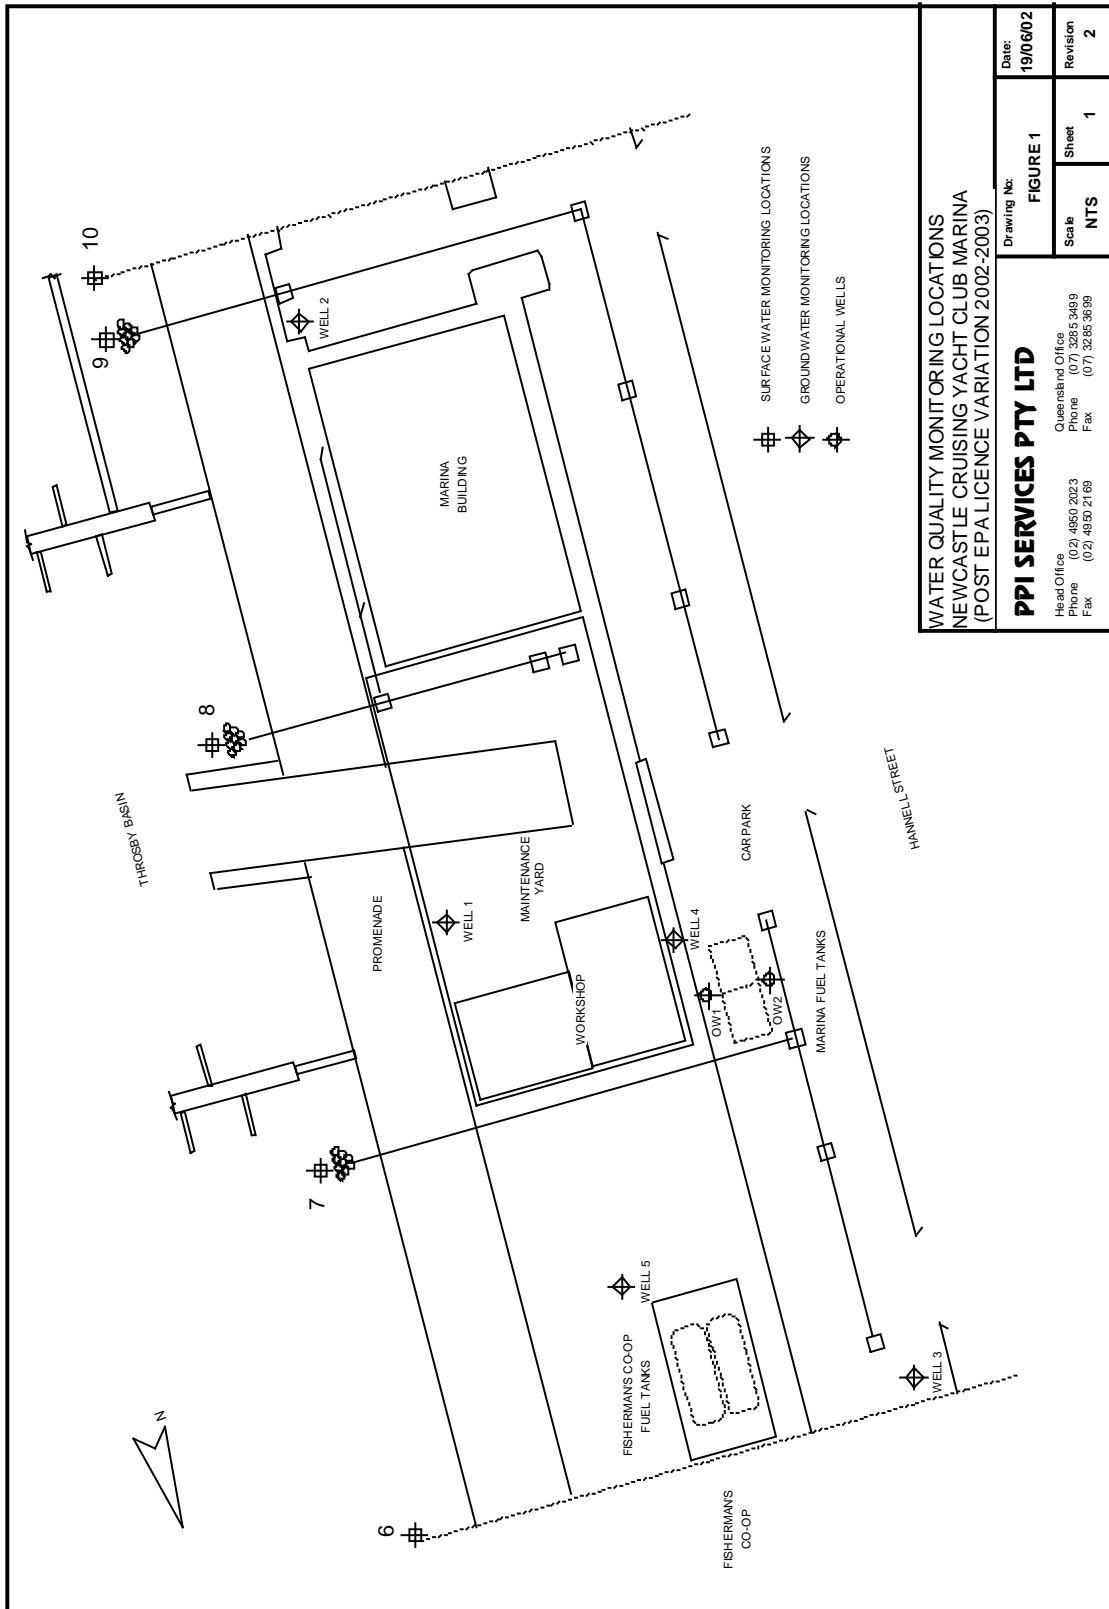 10
9
WELL 2
SURFACE WATER MONITORING LOCATIONS
GROUNDWATER MONITORING LOCATIONS
OPERATIONAL WELLS
MARINA
BUILDING
8
THROSBY BASIN
PROMENADE
WELL 1
MAINTENANCE
YARD
WORKSHOP
CAR PARK
WELL 4
OW1
OW2
MARINA FUEL TANKS
HANNELL STREET
7
WELL 5
FISHERMAN'S CO-OP
FUEL TANKS
WELL 3
N
6
FISHERMAN'S
CO-OP
WATER QUALITY MONITORING LOCATIONS
NEWCASTLE CRUISING YACHT CLUB MARINA
(POST EPA LICENCE VARIATION 2002-2003)
PPI SERVICES PTY LTD
Head Office
Phone (02) 4950 2023
Fax (02) 4950 2169
Queensland Office
Phone (07) 3285 3499
Fax (07) 3285 3699
Drawing No:
FIGURE 1
Date:
19/06/02
Scale
NTS
Sheet 1
Revision
2